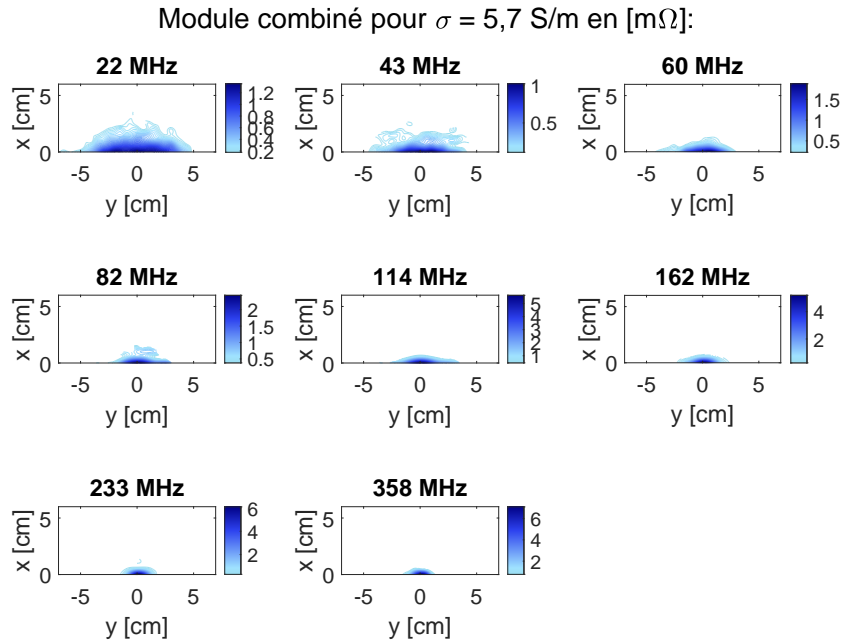 Module combiné pour σ = 5,7 S/m en [mΩ]:
22 MHz 43 MHz 60 MHz
x [cm] 5 0 1.2 1 0.8 0.6 0.4 0.2 x [cm] 5 0 1 0.5 x [cm] 5 0 1.5 1 0.5
-5 0 5 -5 0 5 -5 0 5
y [cm] y [cm] y [cm]
82 MHz 114 MHz 162 MHz
x [cm] 5 0 2 1.5 1 0.5 x [cm] 5 0 5 4 3 2 1 x [cm] 5 0 4 2
-5 0 5 -5 0 5 -5 0 5
y [cm] y [cm] y [cm]
233 MHz 358 MHz
x [cm] 5 0 6 4 2 x [cm] 5 0 6 4 2
-5 0 5 -5 0 5
y [cm] y [cm]